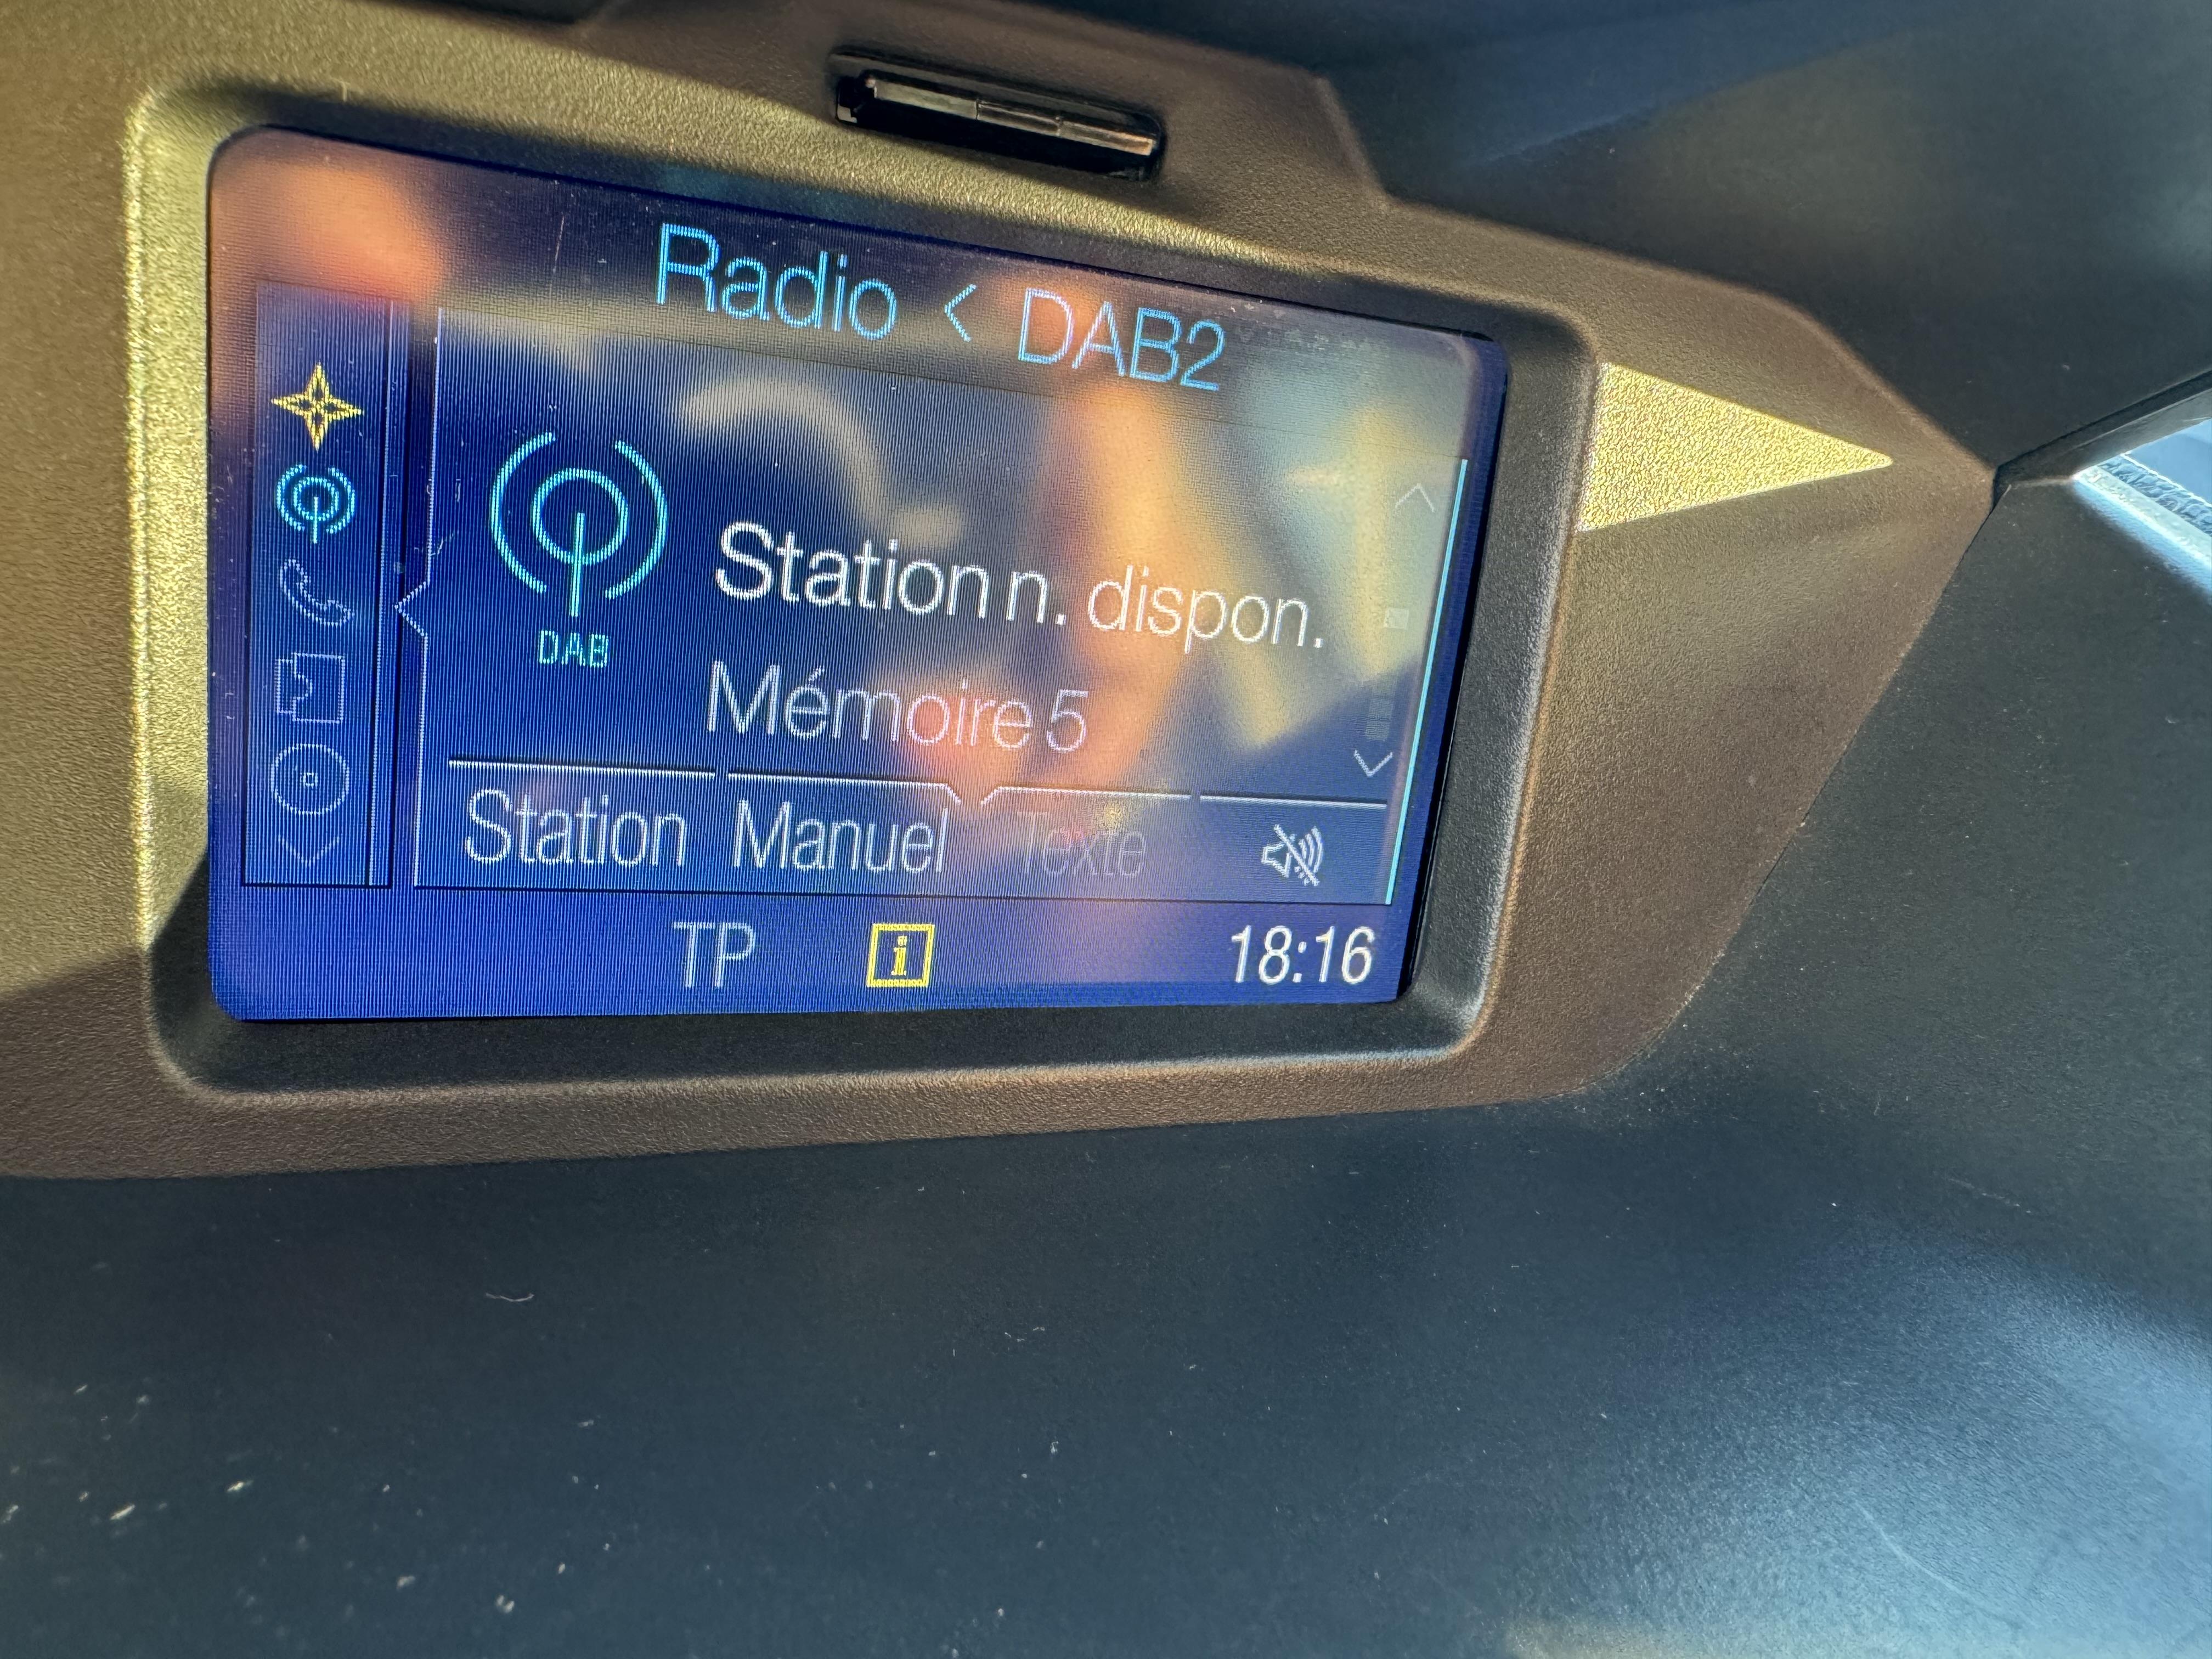 Radio < DAB2
DAB
Station n. dispon.
Mémoire 5
Station Manuel Texte
TP i 18:16